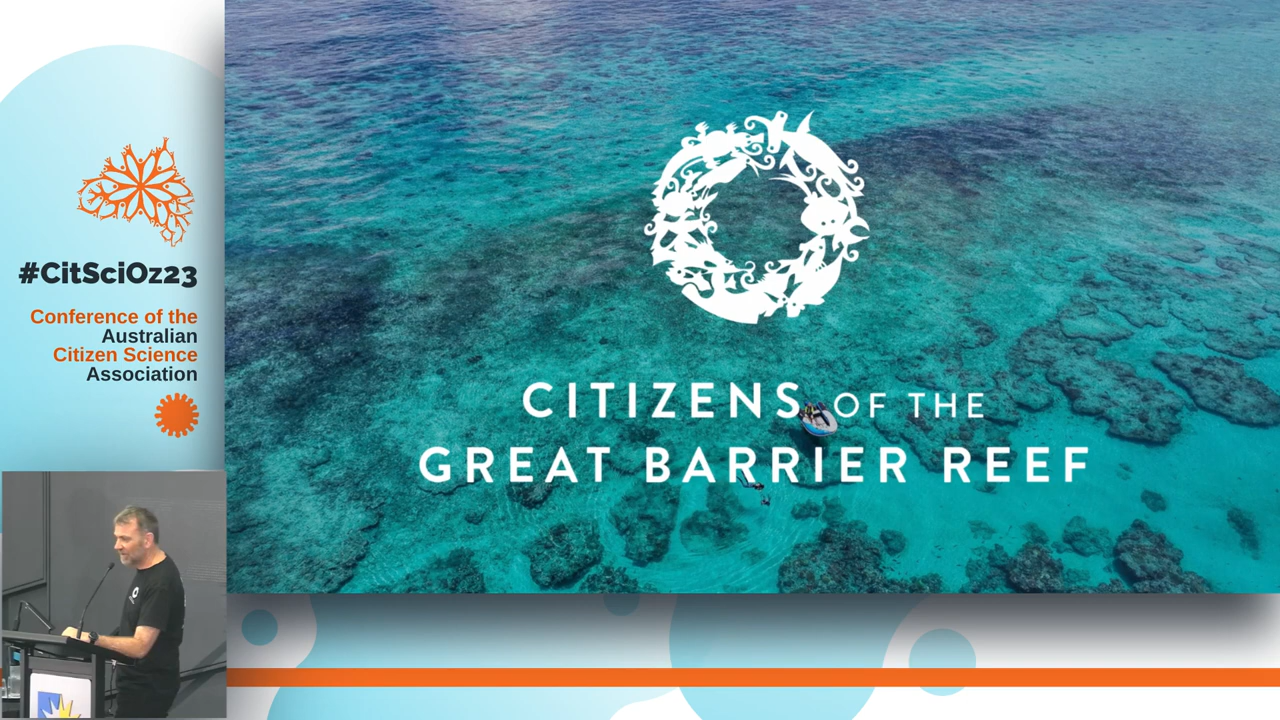 #CitSciOz23
Conference of the
Australian
Citizen Science
Association
CITIZENS OF THE
GREAT BARRIER REEF